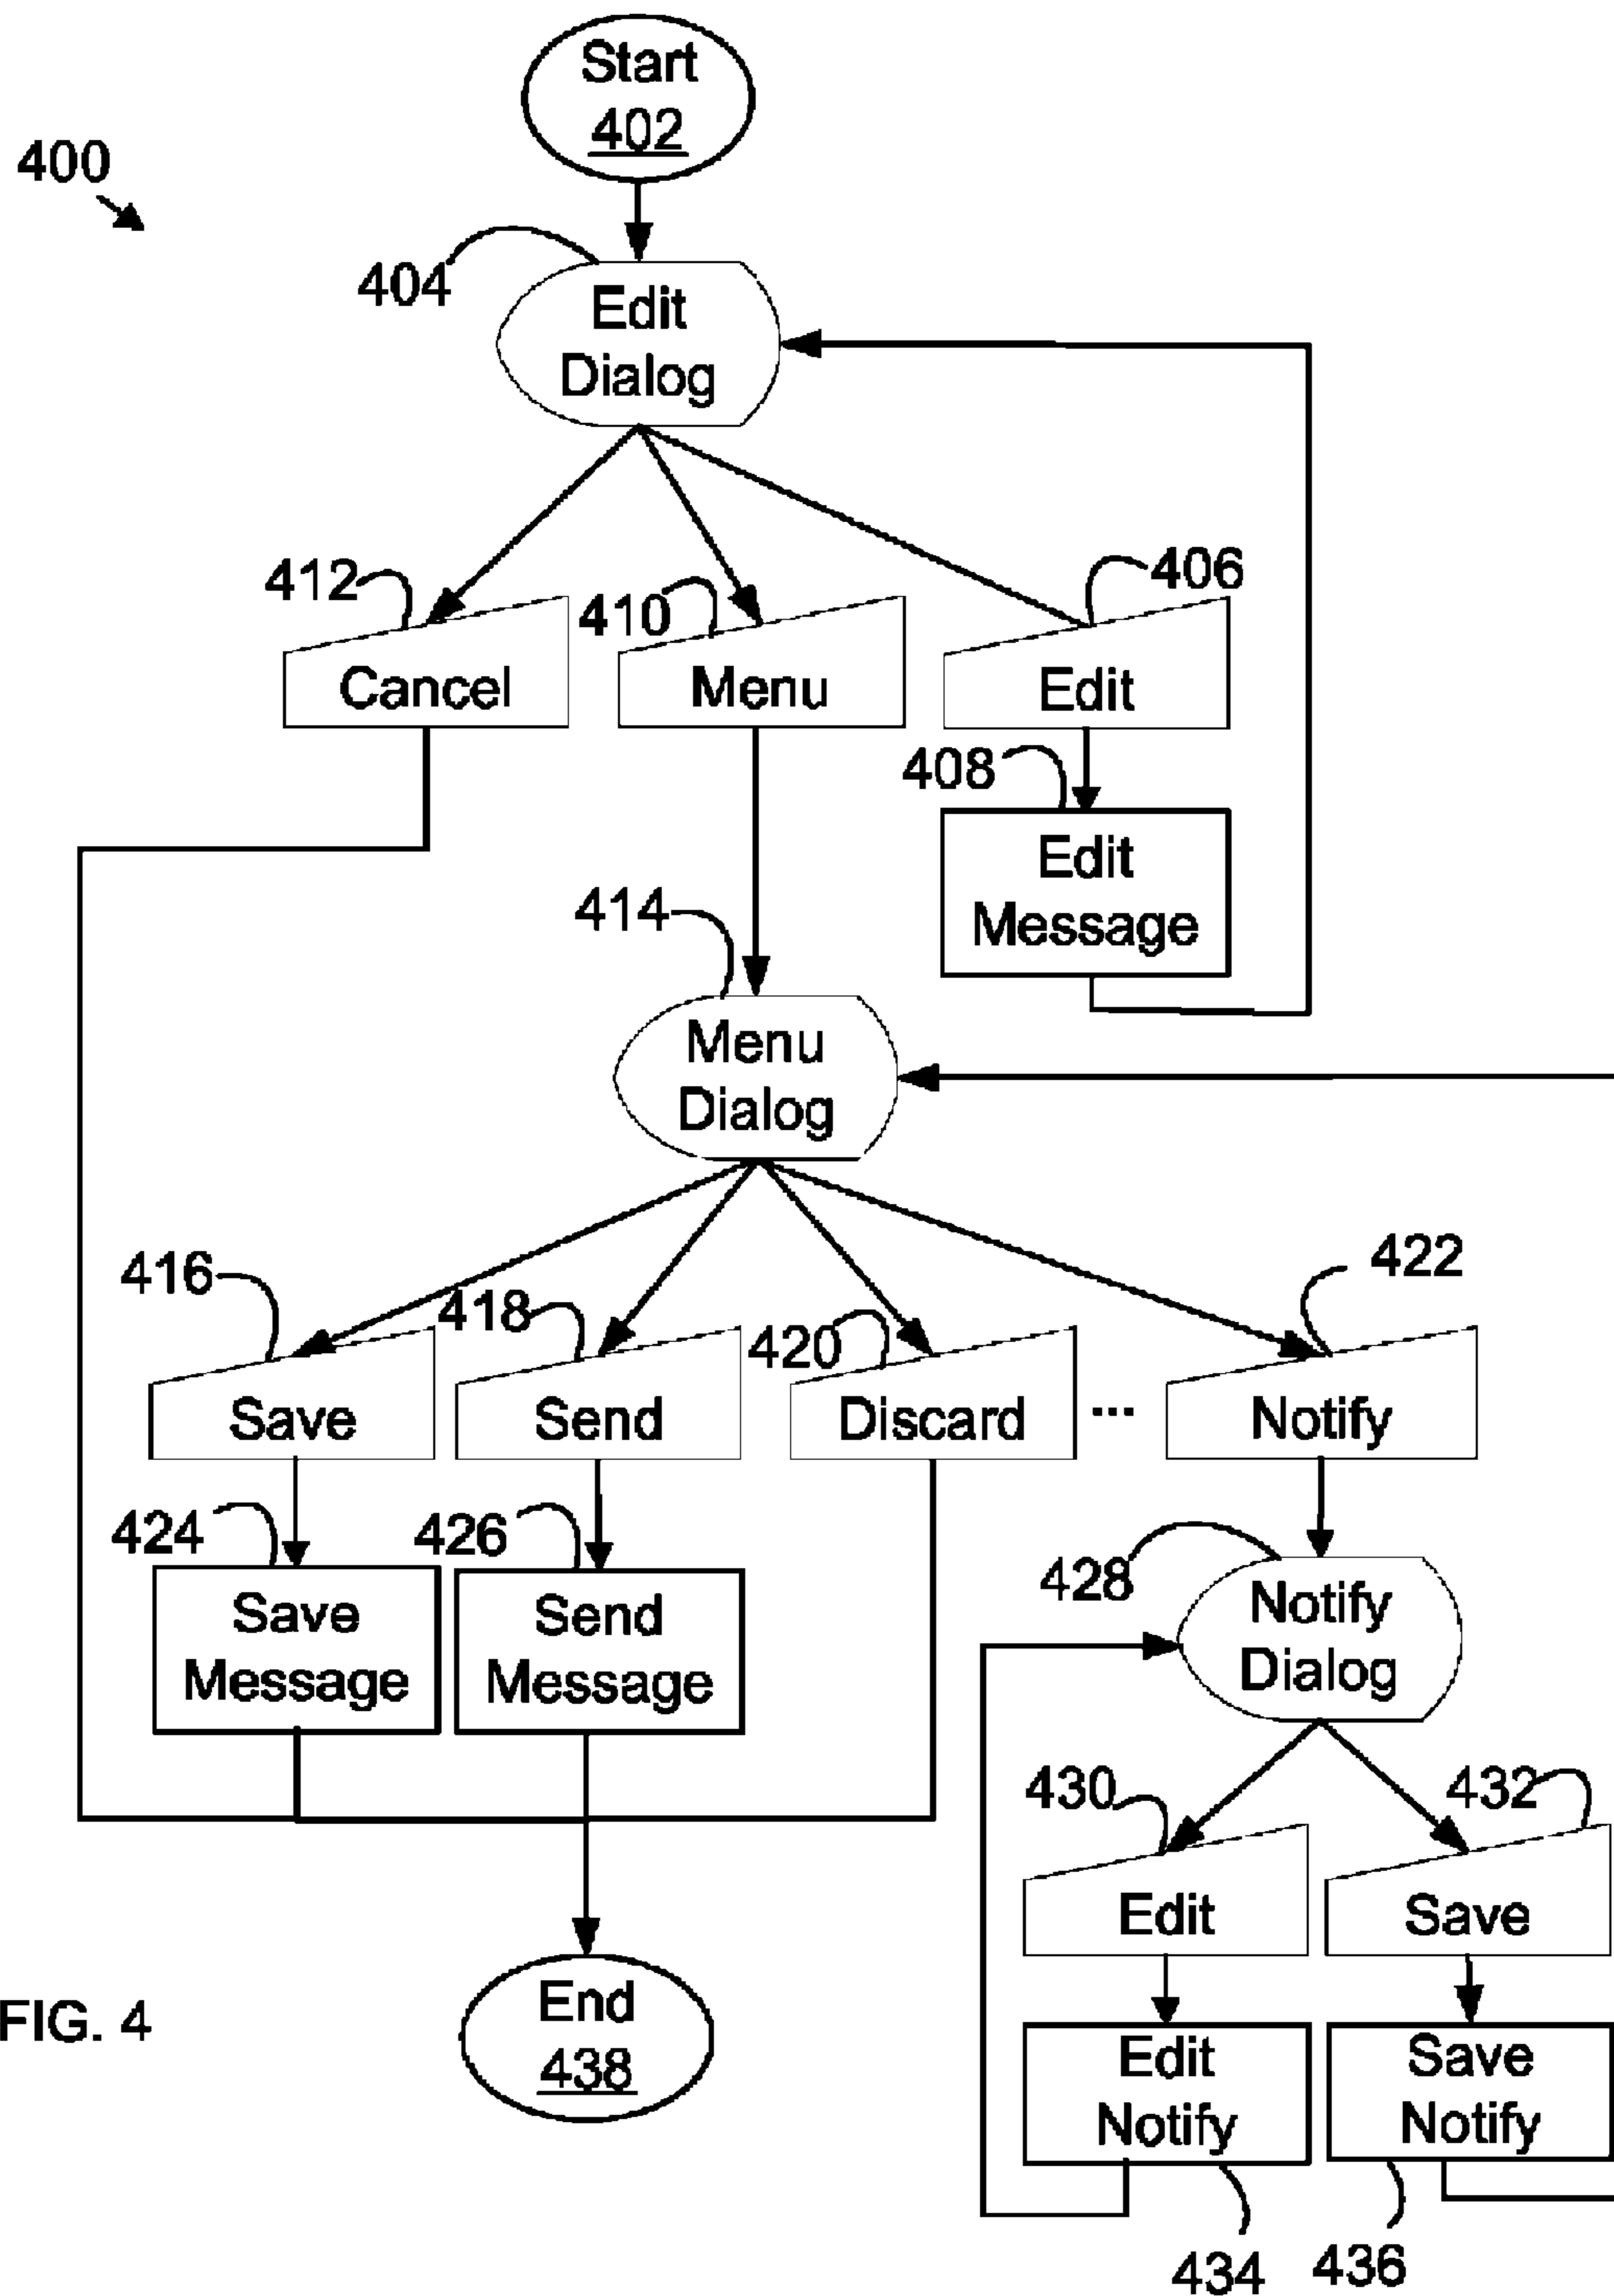 Start
402
400
404
Edit
Dialog
412
410
406
Cancel
Menu
Edit
408
Edit
Message
414
Menu
Dialog
416
418
420
422
Save
Send
Discard
...
Notify
424
426
428
Save
Message
Send
Message
Notify
Dialog
430
432
Edit
Save
End
438
FIG. 4
Edit
Notify
Save
Notify
434
436